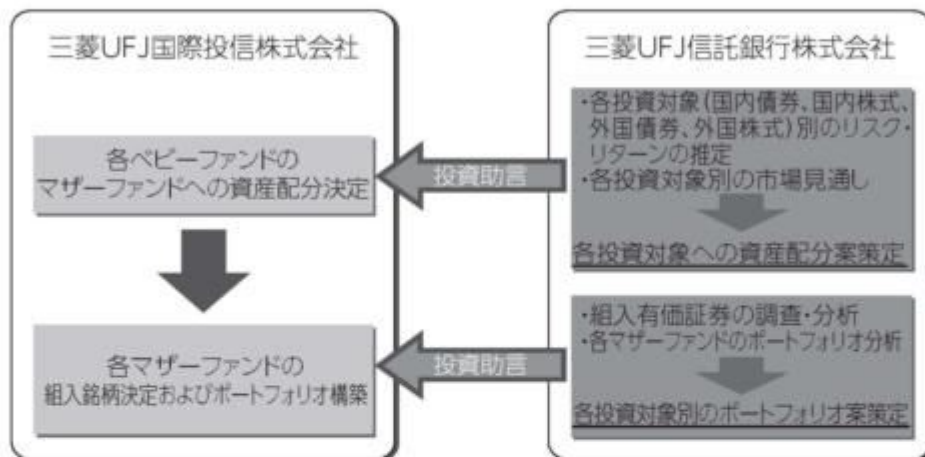 三菱UFJ国際投信株式会社
各ベビーファンドの
マザーファンドへの資産配分決定
各マザーファンドの
組入銘柄決定およびポートフォリオ構築
投資助言
投資助言
三菱UFJ信託銀行株式会社
・各投資対象(国内債券、国内株式、
外国債券、外国株式)別のリスク・
リターンの推定
・各投資対象別の市場見通し
各投資対象への資産配分案策定
・組入有価証券の調査・分析
・各マザーファンドのポートフォリオ分析
各投資対象別のポートフォリオ案策定